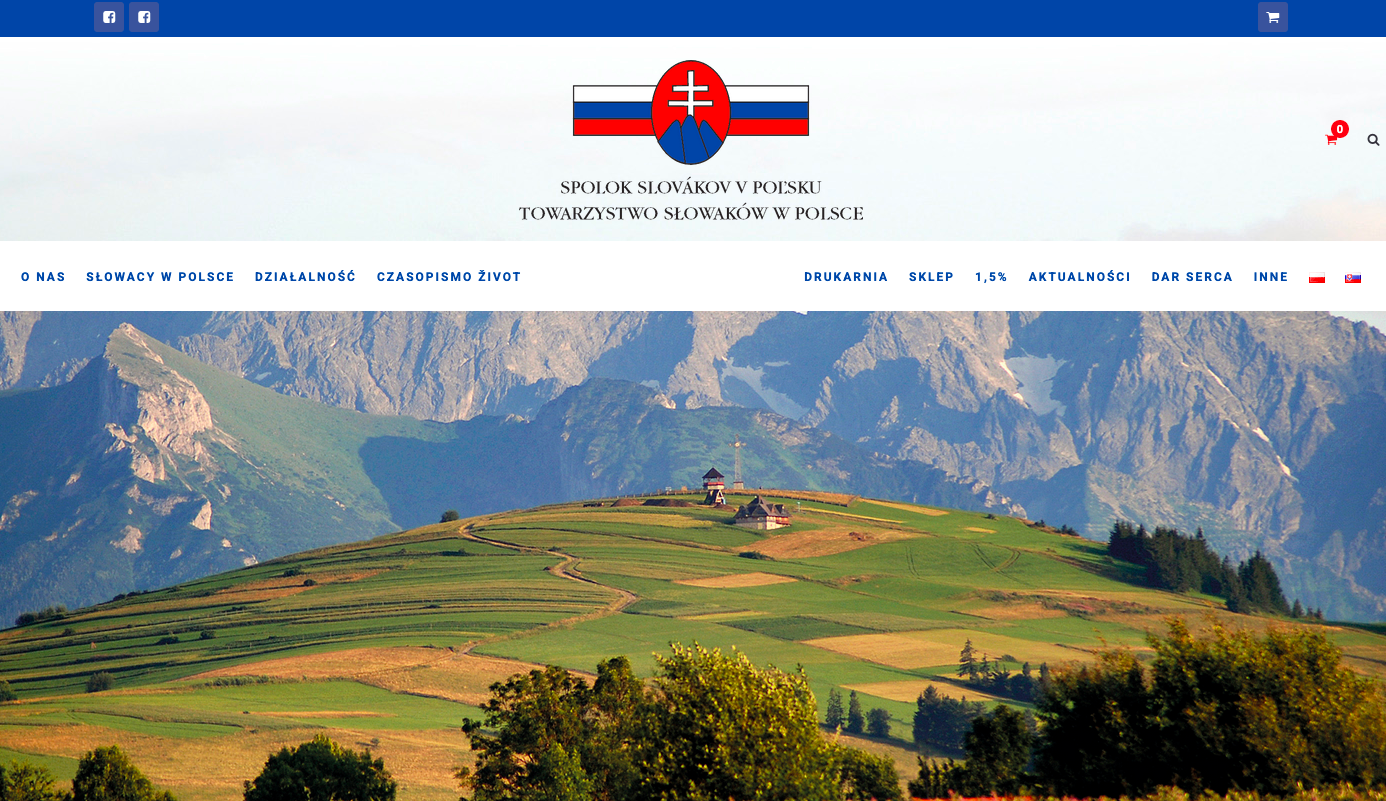 0
SPOLOK SLOVÁKOV V POĽSKU
TOWARZYSTWO SŁOWAKÓW W POLSCE
O NAS SŁOWACY W POLSCE DZIAŁALNOŚĆ CZASOPISMO ŽIVOT DRUKARNIA SKLEP 1,5% AKTUALNOŚCI DAR SERCA INNE